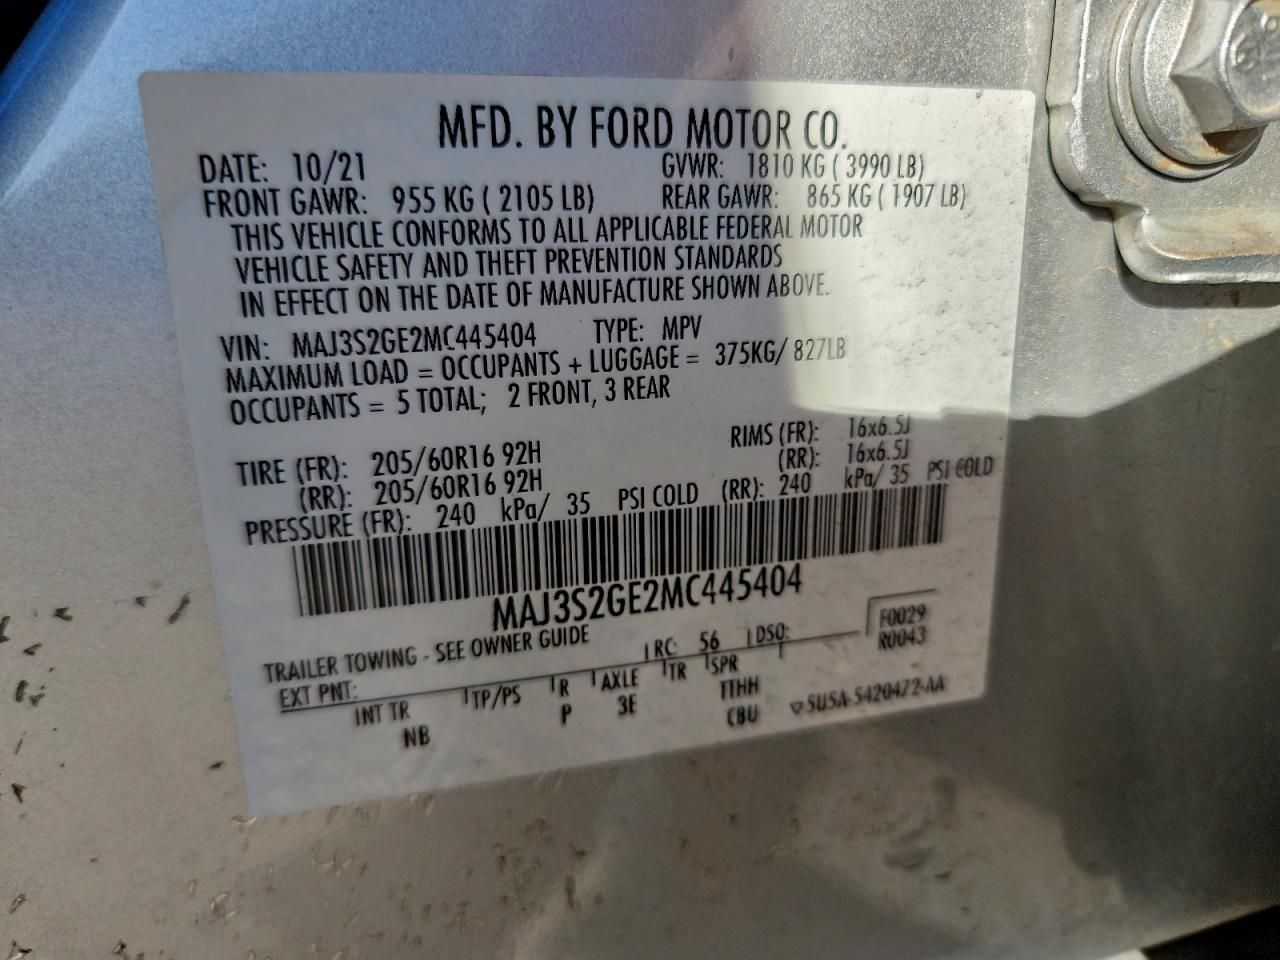 MFD. BY FORD MOTOR CO.
DATE: 10/21 GVWR: 1810 KG ( 3990 LB)
FRONT GAWR: 955 KG ( 2105 LB) REAR GAWR: 865 KG ( 1907 LB)
THIS VEHICLE CONFORMS TO ALL APPLICABLE FEDERAL MOTOR
VEHICLE SAFETY AND THEFT PREVENTION STANDARDS
IN EFFECT ON THE DATE OF MANUFACTURE SHOWN ABOVE.
VIN: MAJ3S2GE2MC445404 TYPE: MPV
MAXIMUM LOAD = OCCUPANTS + LUGGAGE = 375KG/ 827LB
OCCUPANTS = 5 TOTAL; 2 FRONT, 3 REAR
TIRE (FR): 205/60R16 92H RIMS (FR): 16x6.5J
(RR): 205/60R16 92H (RR): 16x6.5J
PRESSURE (FR): 240 kPa/ 35 PSI COLD (RR): 240 kPa/ 35 PSI COLD
MAJ3S2GE2MC445404
TRAILER TOWING - SEE OWNER GUIDE
F0029
EXT PNT: RC: 56 DSO: R0043
INT TR TP/PS R AXLE TR SPR
NB P 3E TTHH
CBU 5U5A-5420472-AA